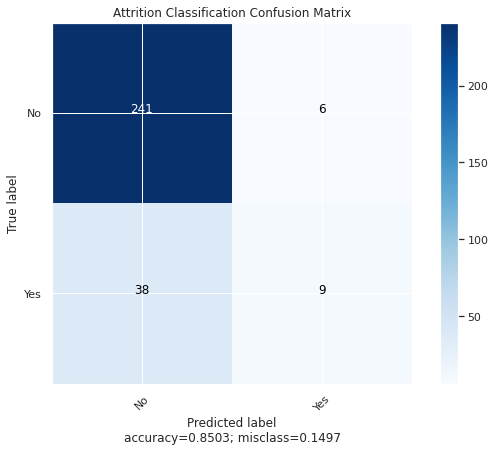 Attrition Classification Confusion Matrix
No
241
6
200
150
True label
100
Yes
38
9
50
No
Yes
Predicted label
accuracy=0.8503; misclass=0.1497